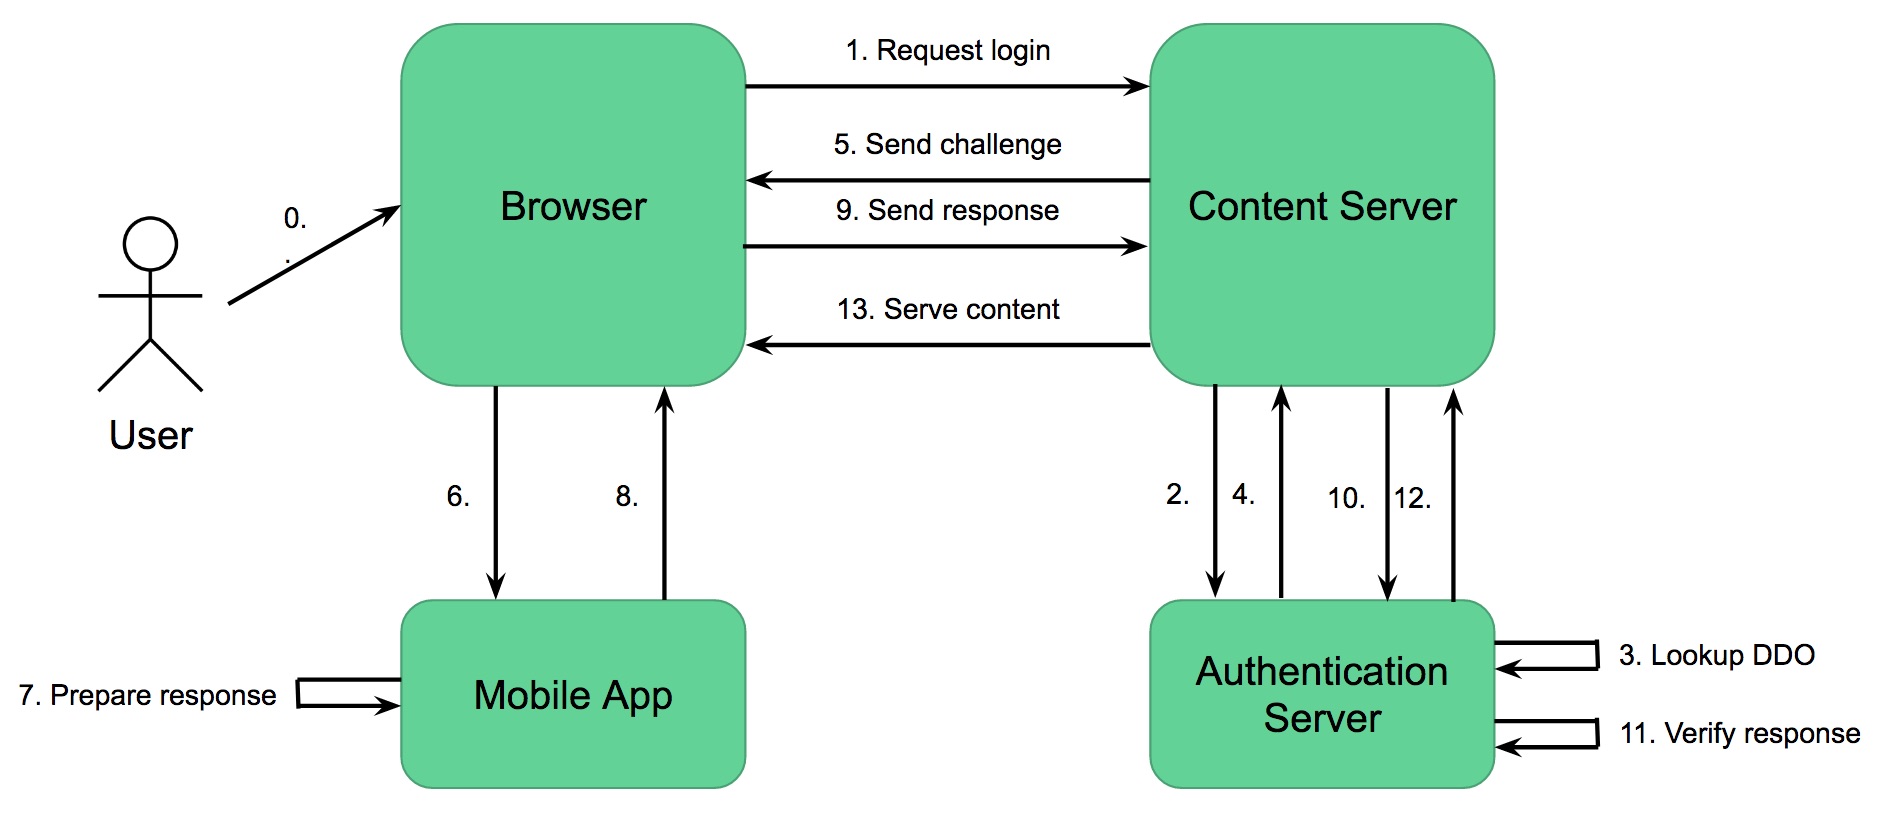 1. Request login
5. Send challenge
Browser
Content Server
0.
.
9. Send response
13. Serve content
User
6.
8.
2.
4.
10.
12.
3. Lookup DDO
7. Prepare response
Mobile App
Authentication
Server
11. Verify response